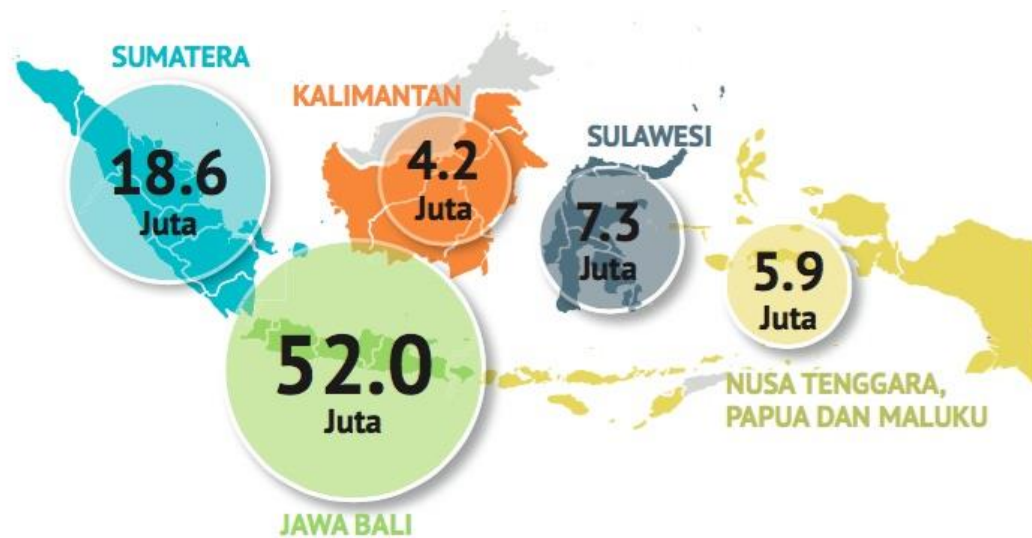 SUMATERA
18.6
Juta
KALIMANTAN
4.2
Juta
SULAWESI
7.3
Juta
5.9
Juta
NUSA TENGGARA,
PAPUA DAN MALUKU
52.0
Juta
JAWA BALI